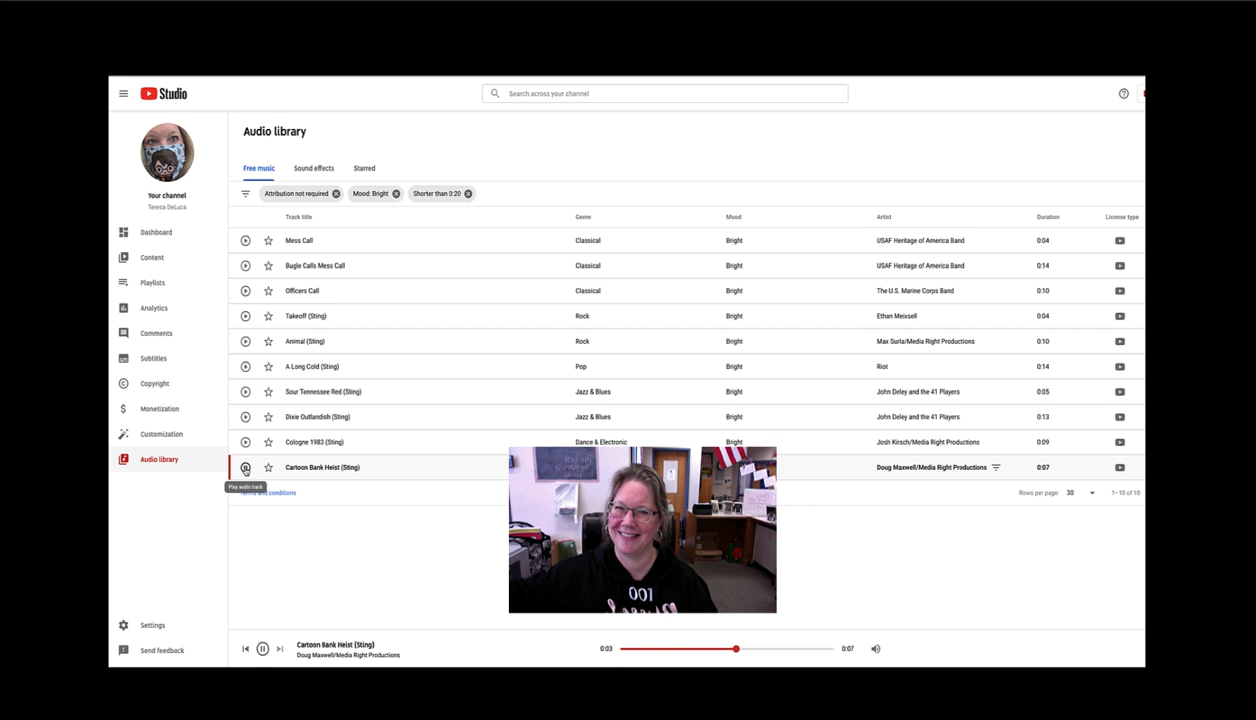 Studio
Search across your channel
Audio library
Free music Sound effects Starred
Attribution not required Mood: Bright Shorter than 0:20
Your channel
Teresa DeLuca
Dashboard
Content
Playlists
Analytics
Comments
Subtitles
Copyright
Monetization
Customization
Audio library
Settings
Send feedback
Track title Genre Mood Artist Duration License type
Mess Call Classical Bright USAF Heritage of America Band 0:04
Bugle Calls Mess Call Classical Bright USAF Heritage of America Band 0:14
Officers Call Classical Bright The U.S. Marine Corps Band 0:10
Takeoff (Sting) Rock Bright Ethan Meixsell 0:04
Animal (Sting) Rock Bright Max Surla/Media Right Productions 0:10
A Long Cold (Sting) Pop Bright Riot 0:14
Sour Tennessee Red (Sting) Jazz & Blues Bright John Deley and the 41 Players 0:05
Dixie Outlandish (Sting) Jazz & Blues Bright John Deley and the 41 Players 0:13
Cologne 1983 (Sting) Dance & Electronic Bright Josh Kirsch/Media Right Productions 0:09
Cartoon Bank Heist (Sting) Doug Maxwell/Media Right Productions 0:07
Play audio track
Terms and conditions Rows per page: 30 1–10 of 10
001
Cartoon Bank Heist (Sting)
Doug Maxwell/Media Right Productions
0:03 0:07